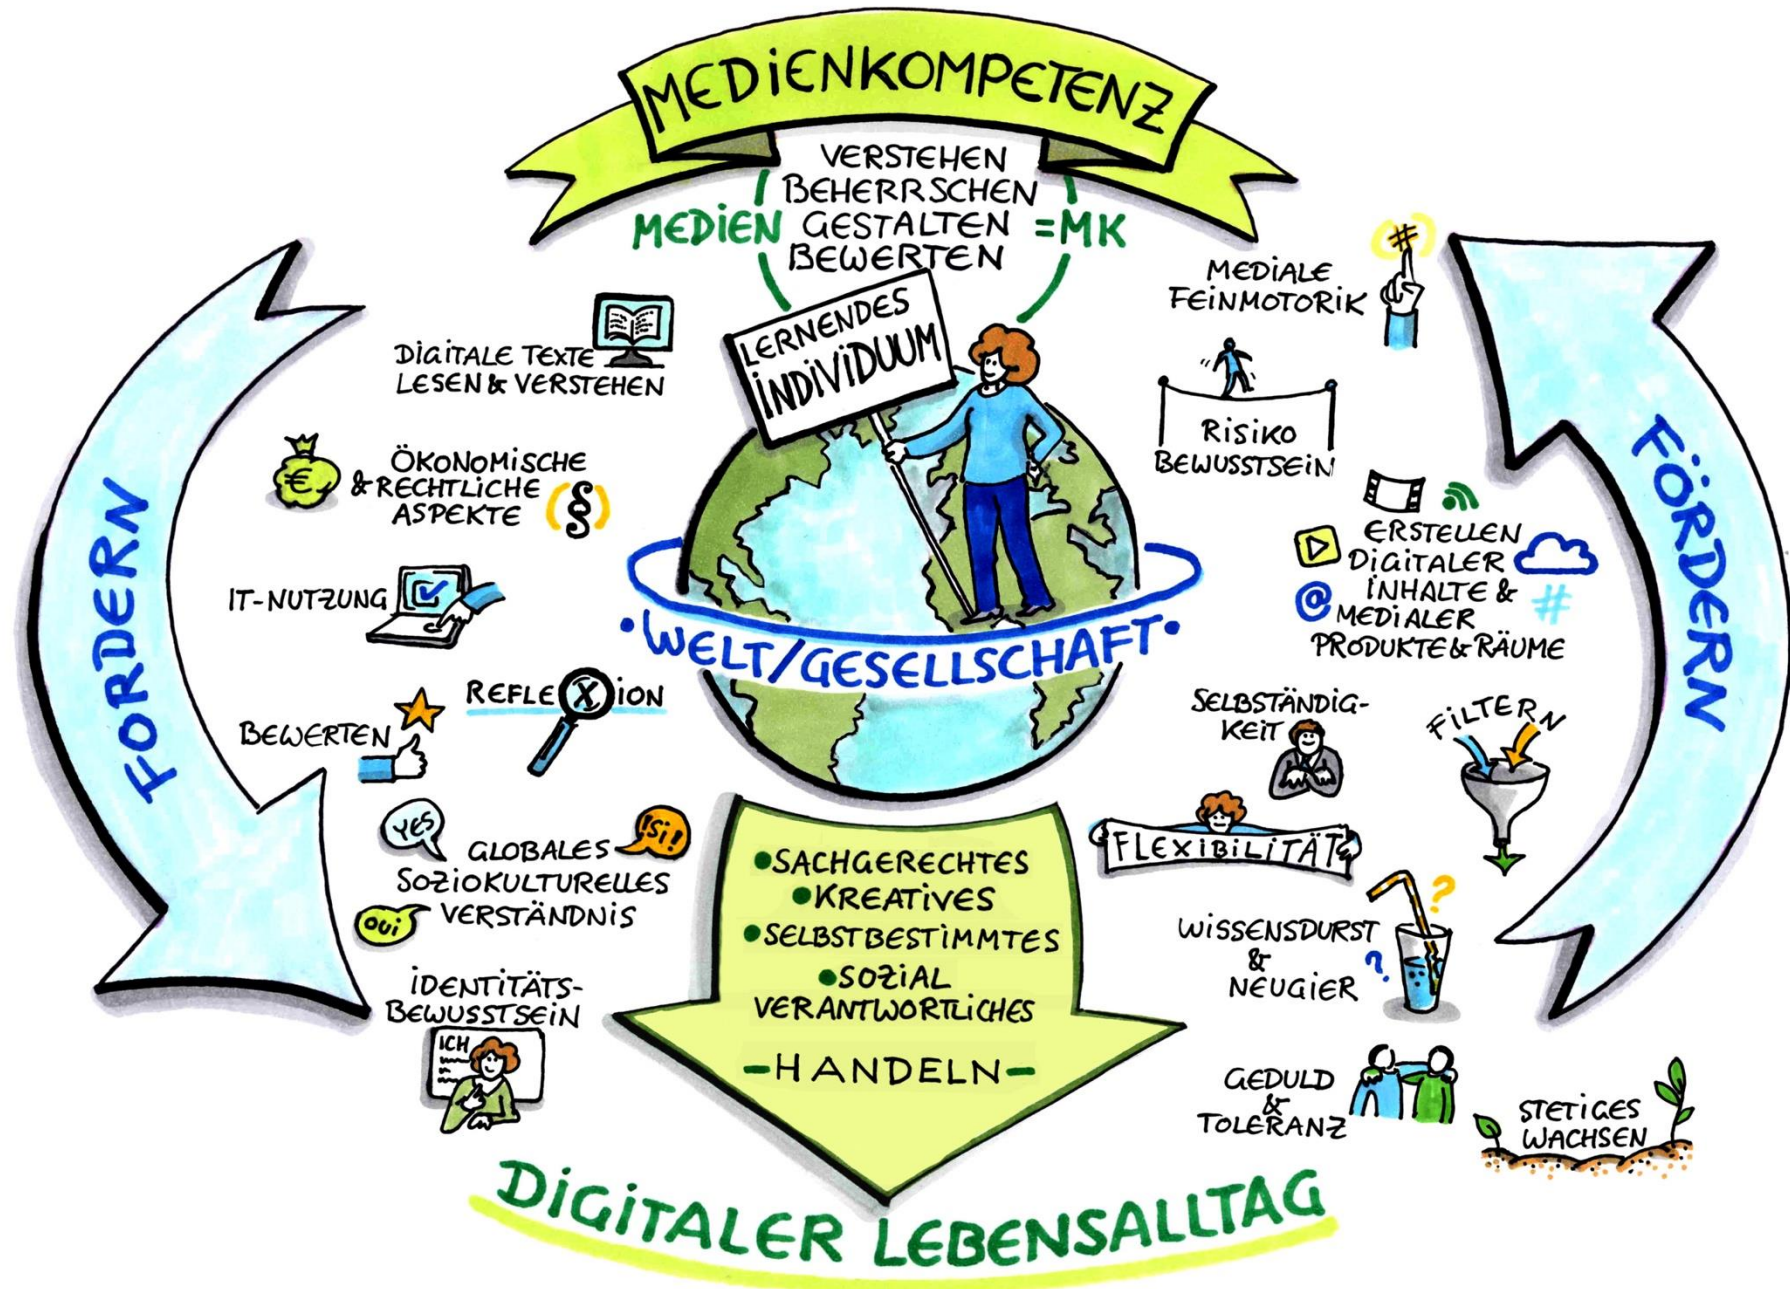 MEDIENKOMPETENZ
VERSTEHEN
BEHERRSCHEN
MEDIEN GESTALTEN = MK
BEWERTEN
LERNENDES
INDIVIDUUM
• WELT/GESELLSCHAFT •
FORDERN
DIGITALE TEXTE
LESEN & VERSTEHEN
€
ÖKONOMISCHE
& RECHTLICHE
ASPEKTE (§)
IT-NUTZUNG
REFLEXION
BEWERTEN
YES
SI!
GLOBALES
SOZIOKULTURELLES
VERSTÄNDNIS
OUI
IDENTITÄTS-
BEWUSSTSEIN
ICH
• SACHGERECHTES
• KREATIVES
• SELBSTBESTIMMTES
• SOZIAL
VERANTWORTLICHES
– HANDELN –
FÖRDERN
#
MEDIALE
FEINMOTORIK
RISIKO
BEWUSSTSEIN
ERSTELLEN
DIGITALER
@ INHALTE & #
MEDIALER
PRODUKTE & RÄUME
SELBSTÄNDIG-
KEIT
FILTERN
FLEXIBILITÄT
?
WISSENSDURST
& ?
NEUGIER
GEDULD
&
TOLERANZ
STETIGES
WACHSEN
DIGITALER LEBENSALLTAG